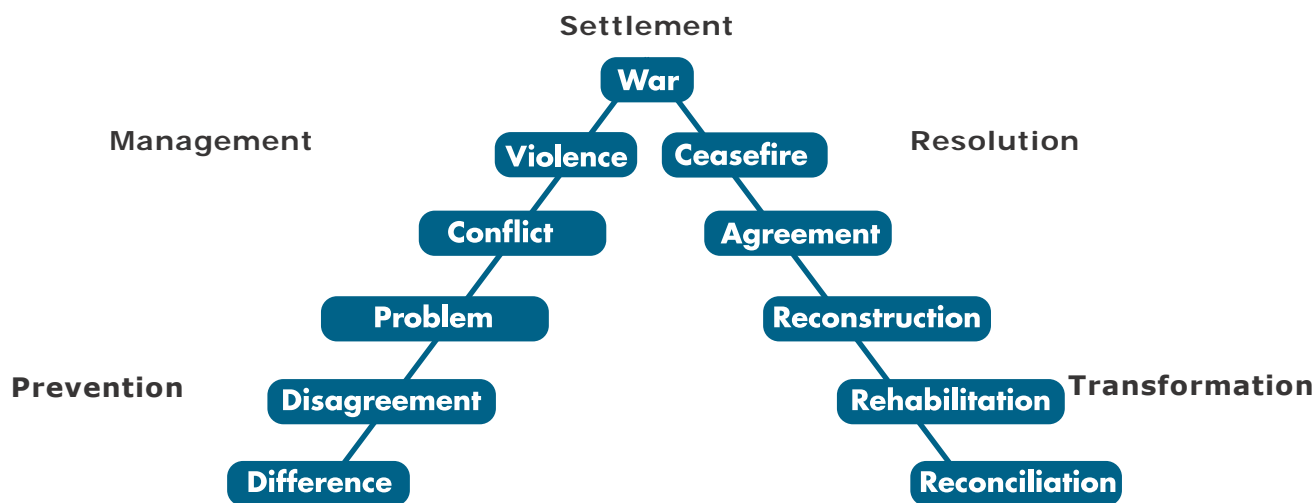 Settlement
War
Management
Resolution
Violence
Ceasefire
Conflict
Agreement
Problem
Reconstruction
Prevention
Transformation
Disagreement
Rehabilitation
Difference
Reconciliation